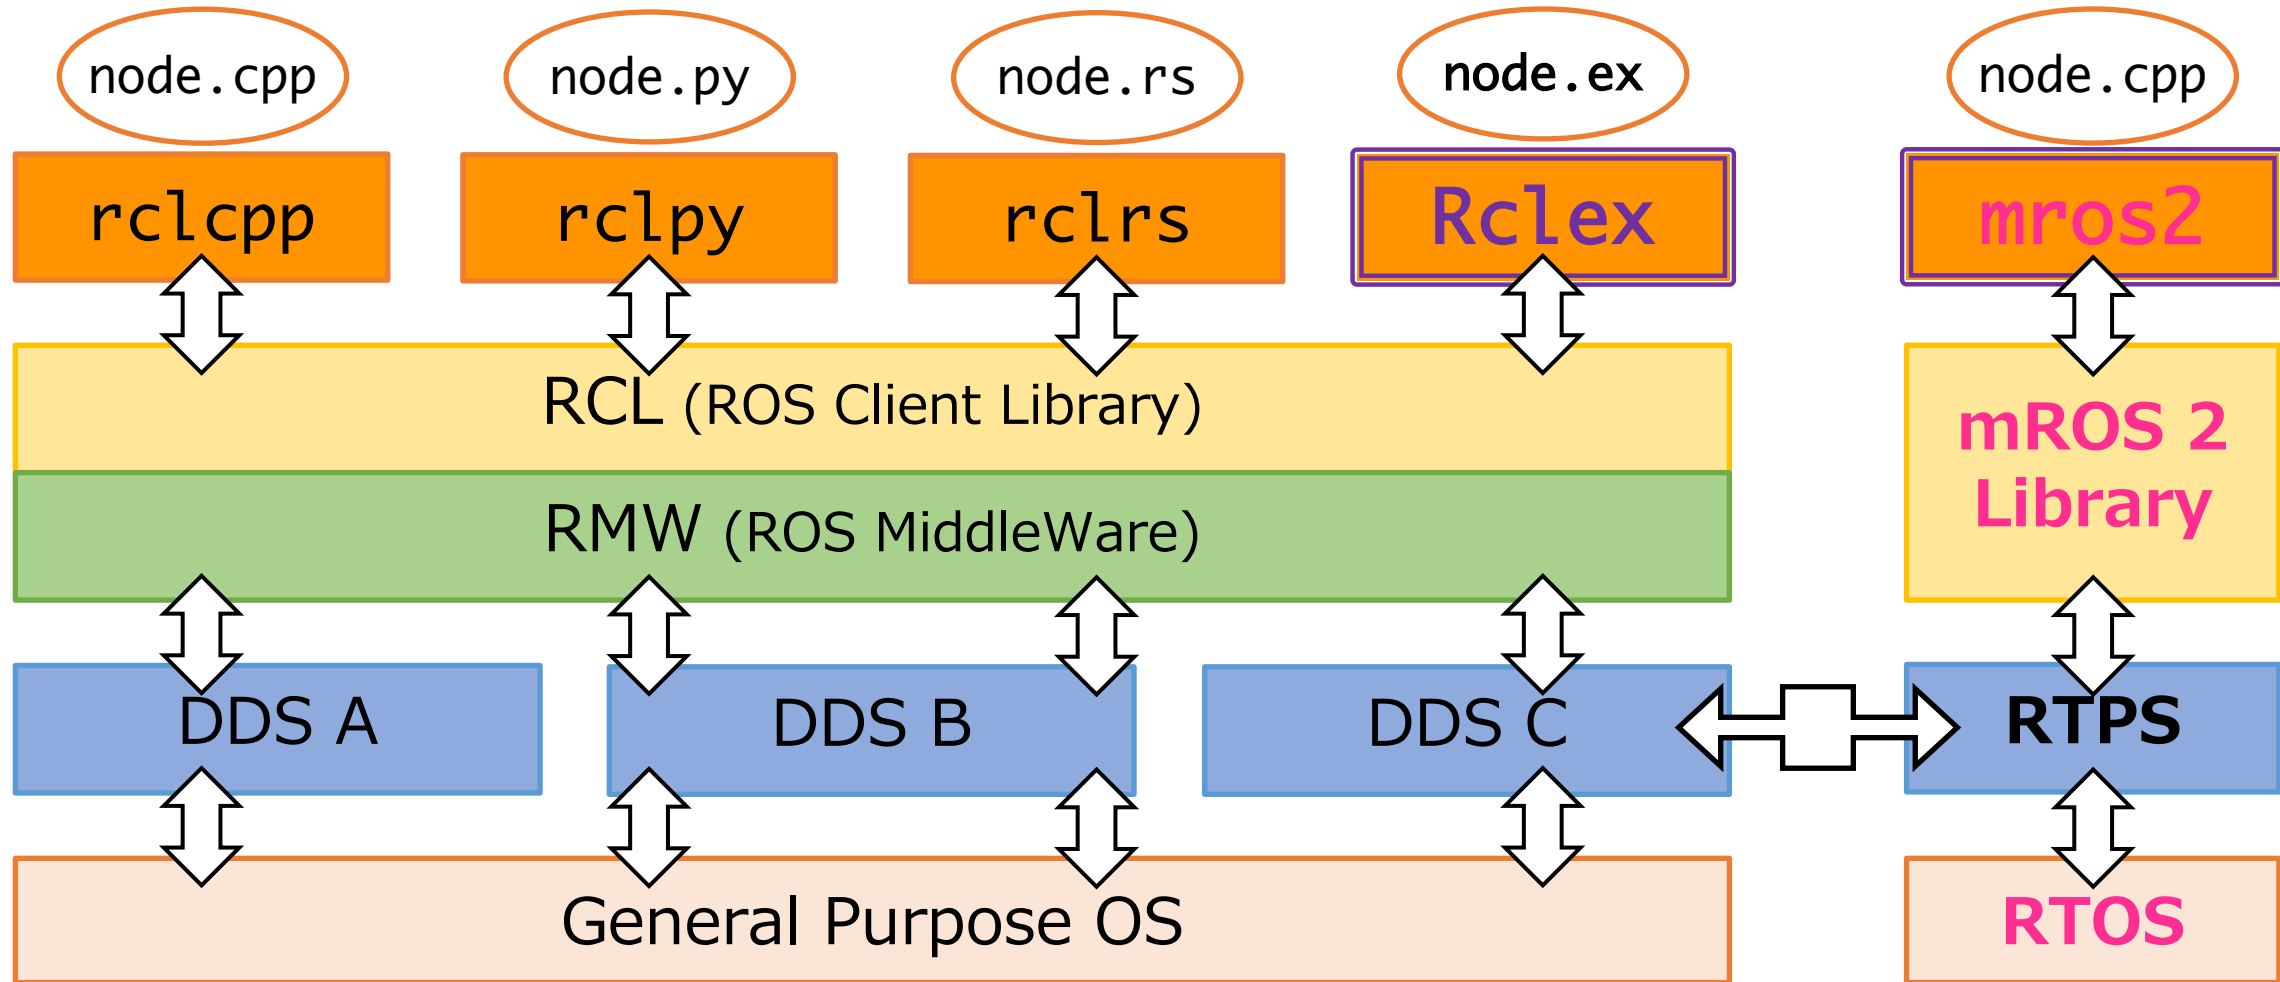 node.cpp
node.py
node.rs
node.ex
node.cpp
rclcpp
rclpy
rclrs
Rclex
mros2
RCL (ROS Client Library)
mROS 2
Library
RMW (ROS MiddleWare)
DDS A
DDS B
DDS C
RTPS
General Purpose OS
RTOS